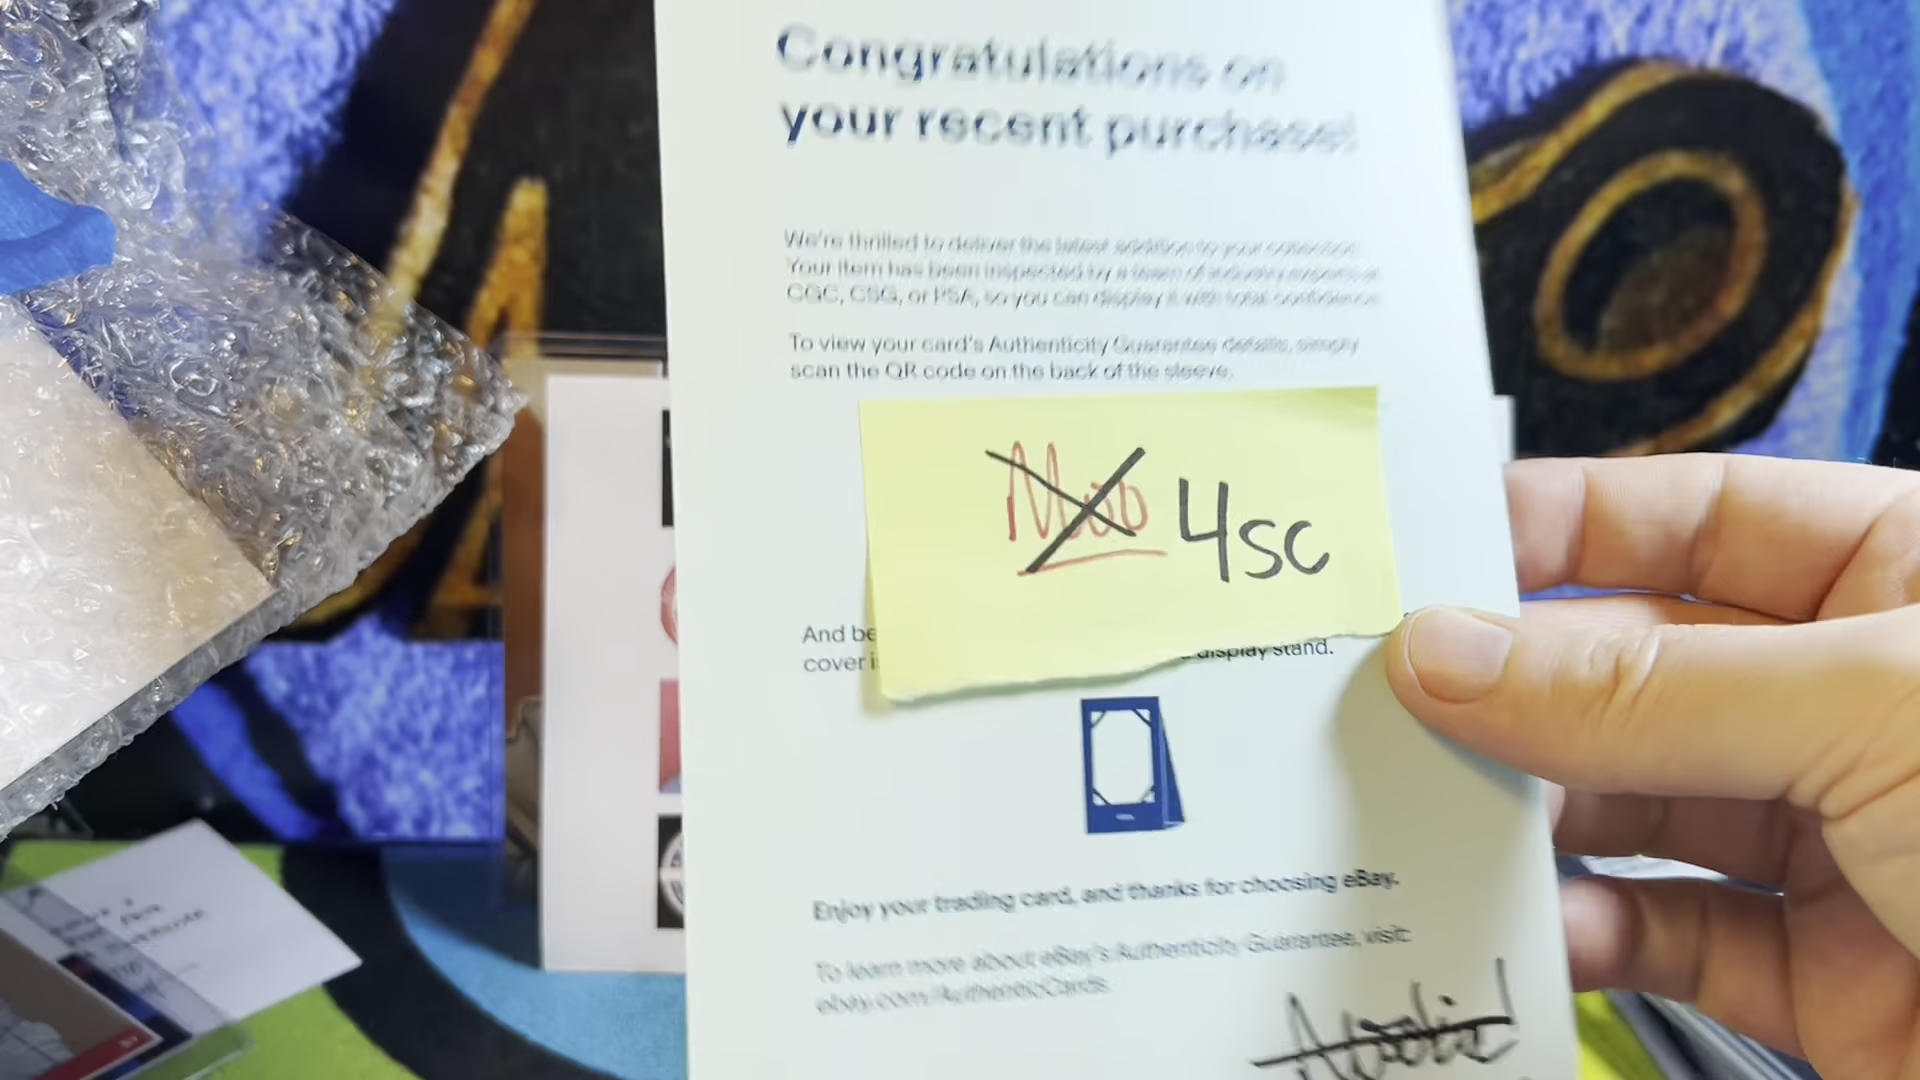 Congratulations on
your recent purchase!
We're thrilled to deliver the latest addition to your collection.
Your item has been inspected by a team of industry experts at
CGC, CSG, or PSA, so you can display it with total confidence.
To view your card's Authenticity Guarantee details, simply
scan the QR code on the back of the sleeve.
Moo 4sc
And be
cover i display stand.
Enjoy your trading card, and thanks for choosing eBay.
To learn more about eBay's Authenticity Guarantee, visit:
ebay.com/AuthenticCards